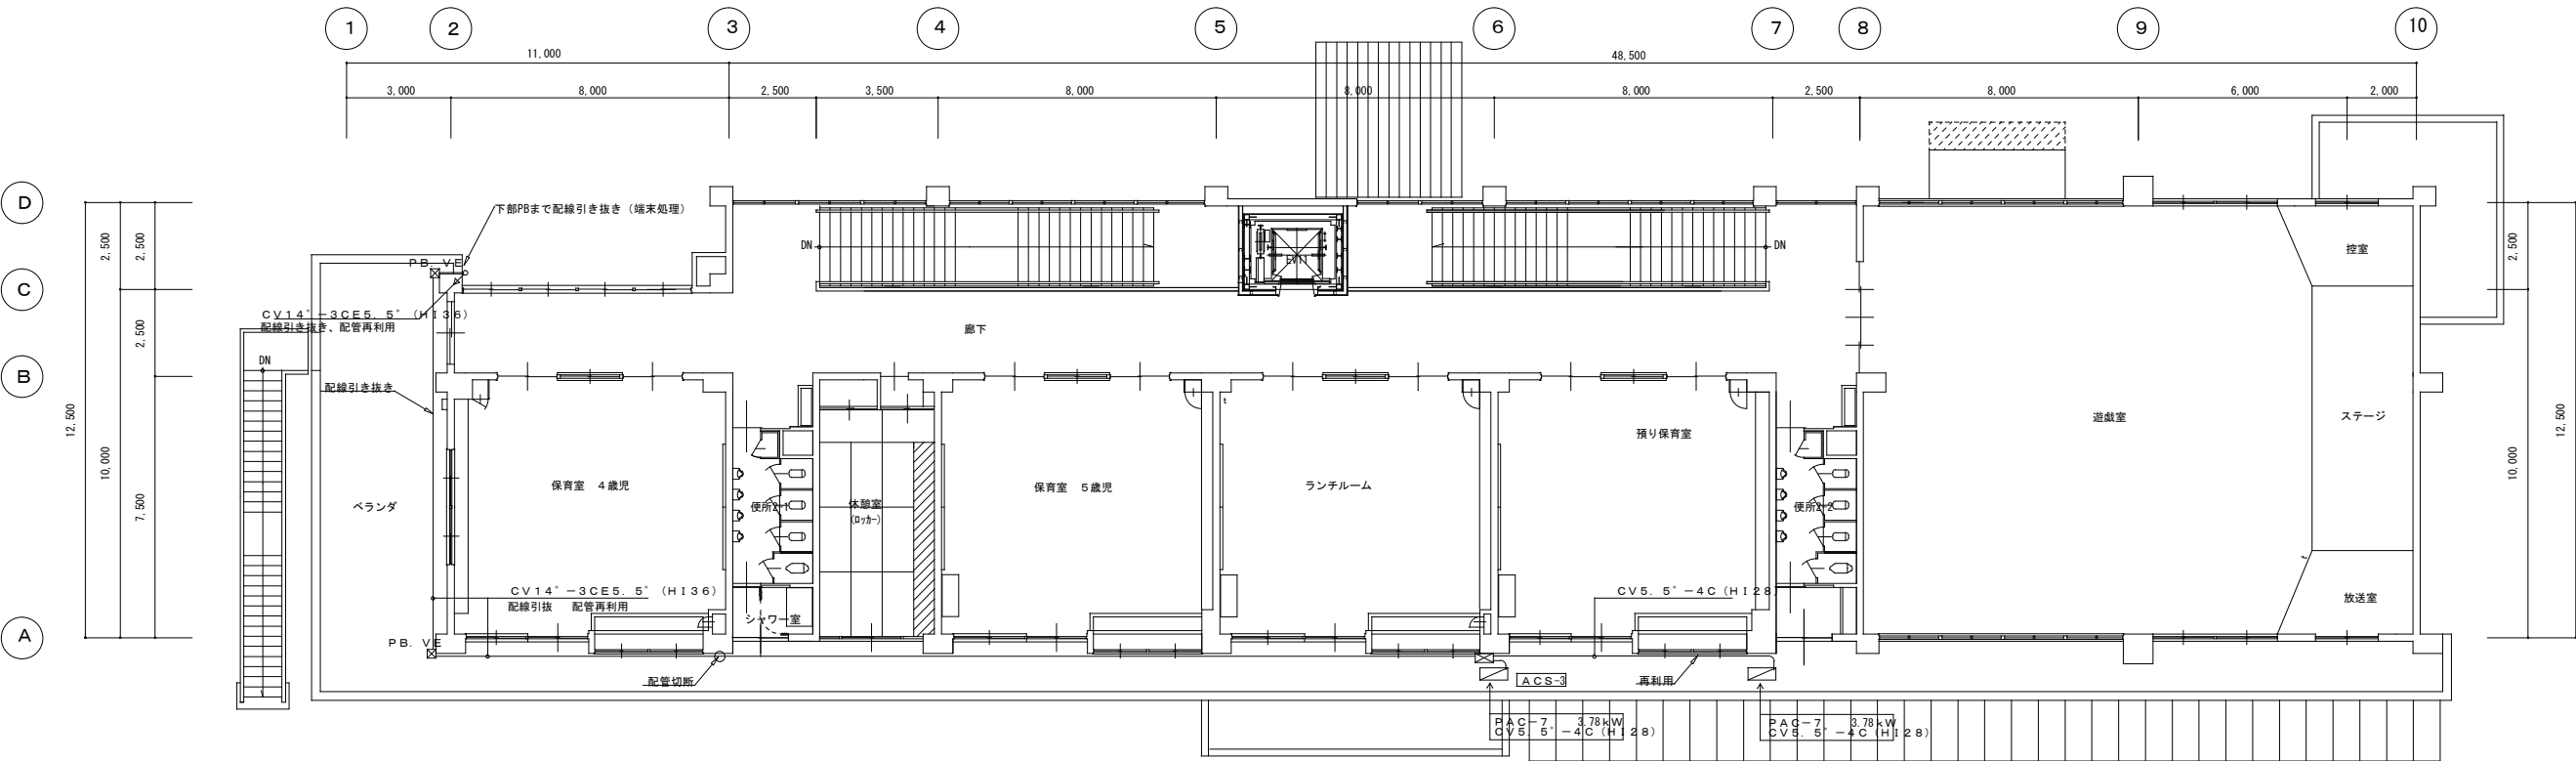 1 2 3 4 5 6 7 8 9 10
11,000 48,500
3,000 8,000 2,500 3,500 8,000 8,000 8,000 2,500 8,000 6,000 2,000
D
C
B
A
12,500
2,500
10,000
2,500
2,500
7,500
下部PBまで配線引き抜き（端末処理）
PB. VE
CV14゜-3CE5. 5゜（HI36）
配線引き抜き、配管再利用
DN
配線引き抜き
DN
EV11
DN
控室
廊下
ベランダ
保育室 4歳児
便所2-1
休憩室
(ロッカー)
保育室 5歳児
ランチルーム
預り保育室
便所2-2
遊戯室
ステージ
放送室
CV14゜-3CE5. 5゜（HI36）
配線引抜 配管再利用
シャワー室
CV5. 5゜-4C（HI28）
PB. VE
配管切断
ACS-3
再利用
PAC-7 3.78kW
CV5. 5゜-4C（HI28）
PAC-7 3.78kW
CV5. 5゜-4C（HI28）
2,500
10,000
12,500